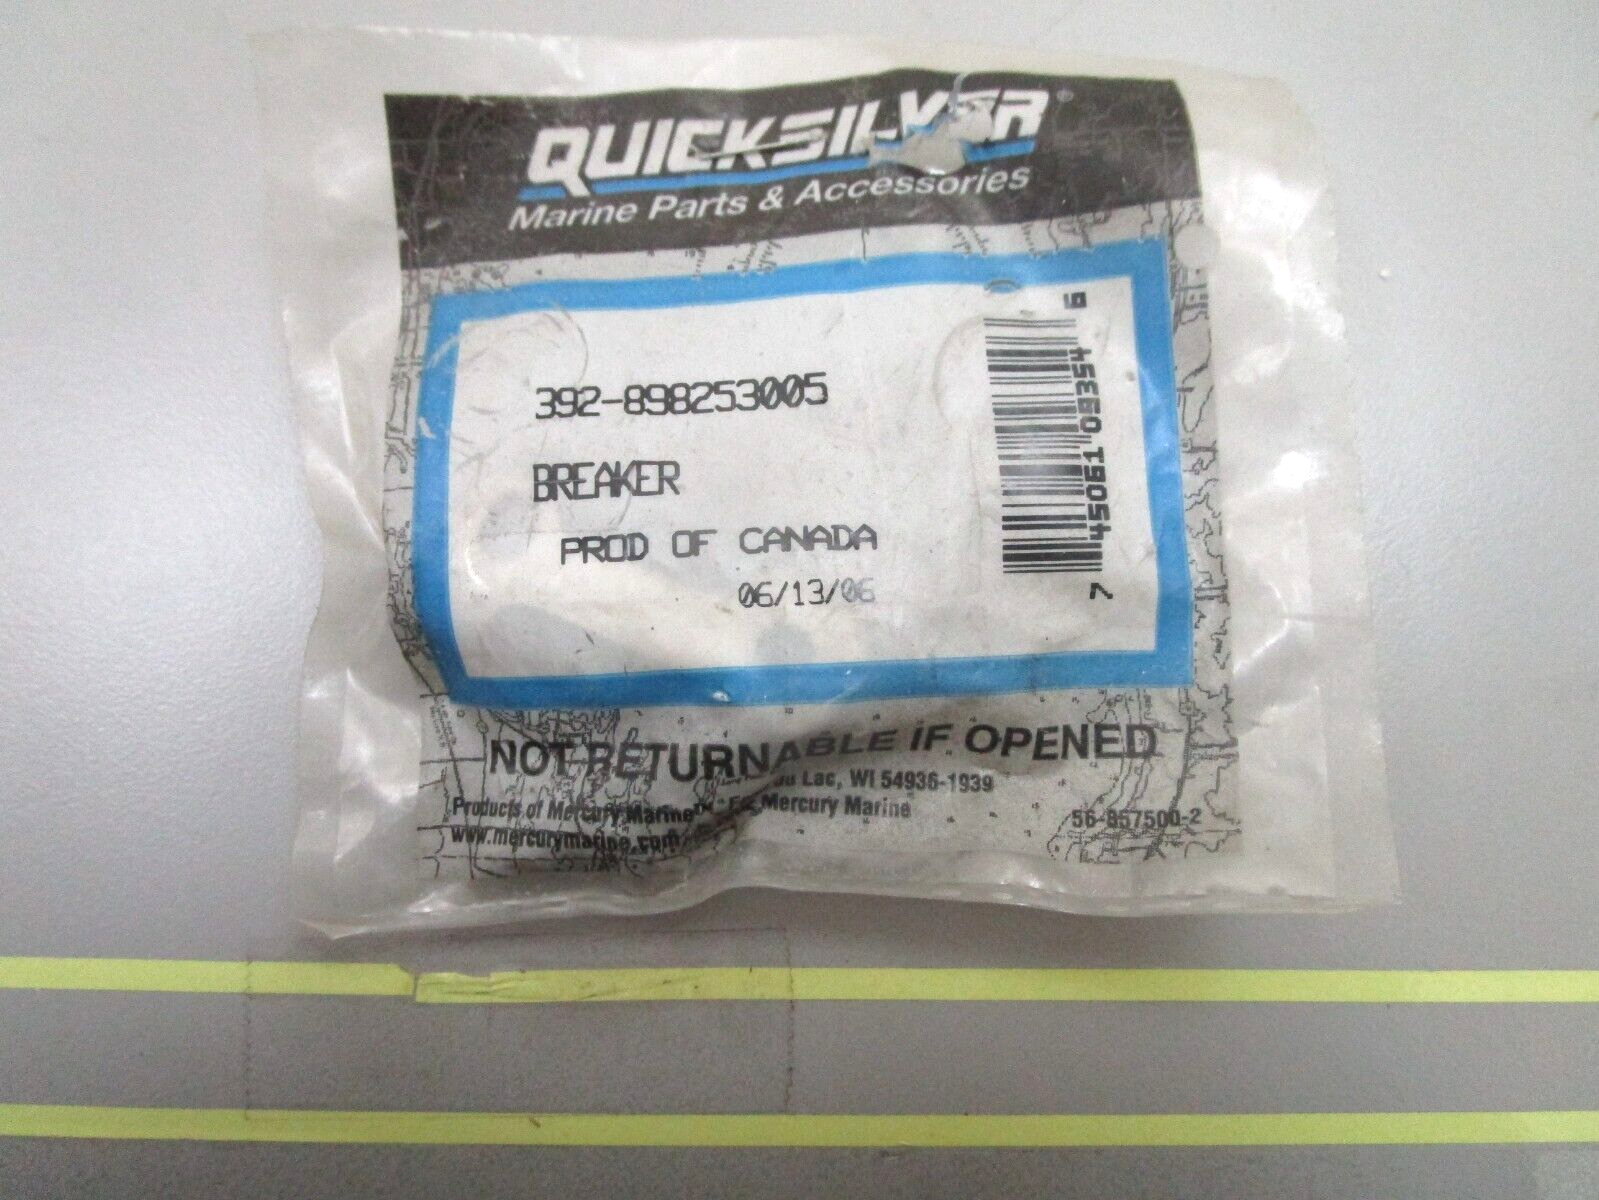 QUICKSILVER®
Marine Parts & Accessories
392-898253005
BREAKER
PROD OF CANADA
06/13/06
7 45061 09354 6
NOT RETURNABLE IF OPENED
Lac, WI 54936-1939
Products of Mercury Marine Mercury Marine
www.mercurymarine.com
56-857500-2